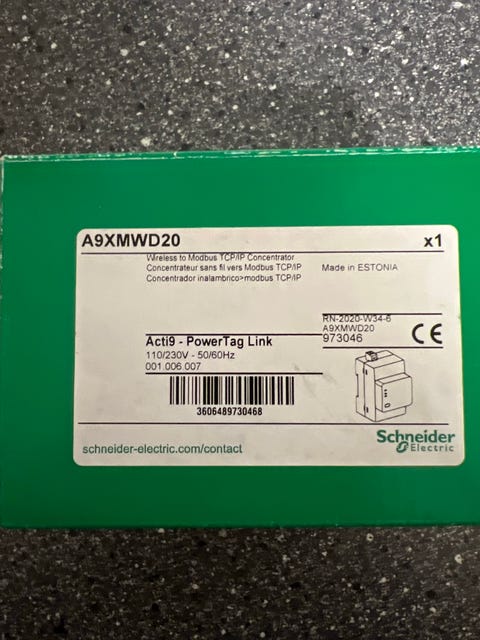 A9XMWD20
x1
Wireless to Modbus TCP/IP Concentrator
Concentrateur sans fil vers Modbus TCP/IP
Concentrador inalambrico>modbus TCP/IP
Made in ESTONIA
RN-2020-W34-6
A9XMWD20
973046
CE
Acti9 - PowerTag Link
110/230V - 50/60Hz
001.006.007
3606489730468
schneider-electric.com/contact
Schneider
Electric